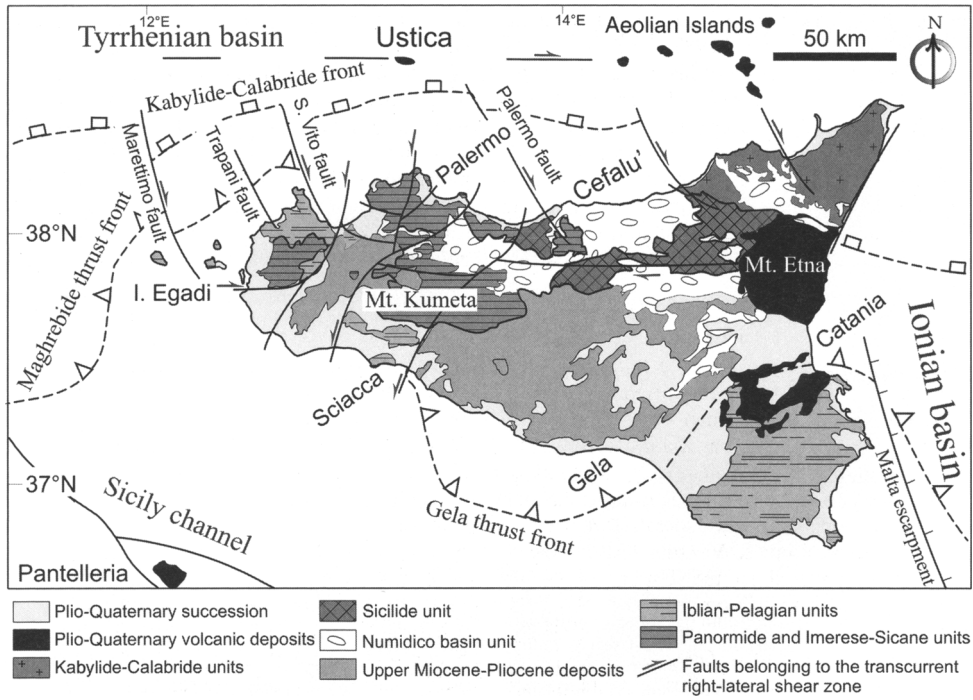 12°E
14°E
Tyrrhenian basin
Ustica
Aeolian Islands
50 km
N
Kabylide-Calabride front
Marettimo fault
Trapani fault
S. Vito fault
Palermo
Palermo fault
Cefalu'
38°N
I. Egadi
Mt. Kumeta
Mt. Etna
Maghrebide thrust front
Catania
Ionian basin
Sciacca
Gela
37°N
Sicily channel
Gela thrust front
Malta escarpment
Pantelleria
Plio-Quaternary succession
Plio-Quaternary volcanic deposits
Kabylide-Calabride units
Sicilide unit
Numidico basin unit
Upper Miocene-Pliocene deposits
Iblian-Pelagian units
Panormide and Imerese-Sicane units
Faults belonging to the transcurrent
right-lateral shear zone